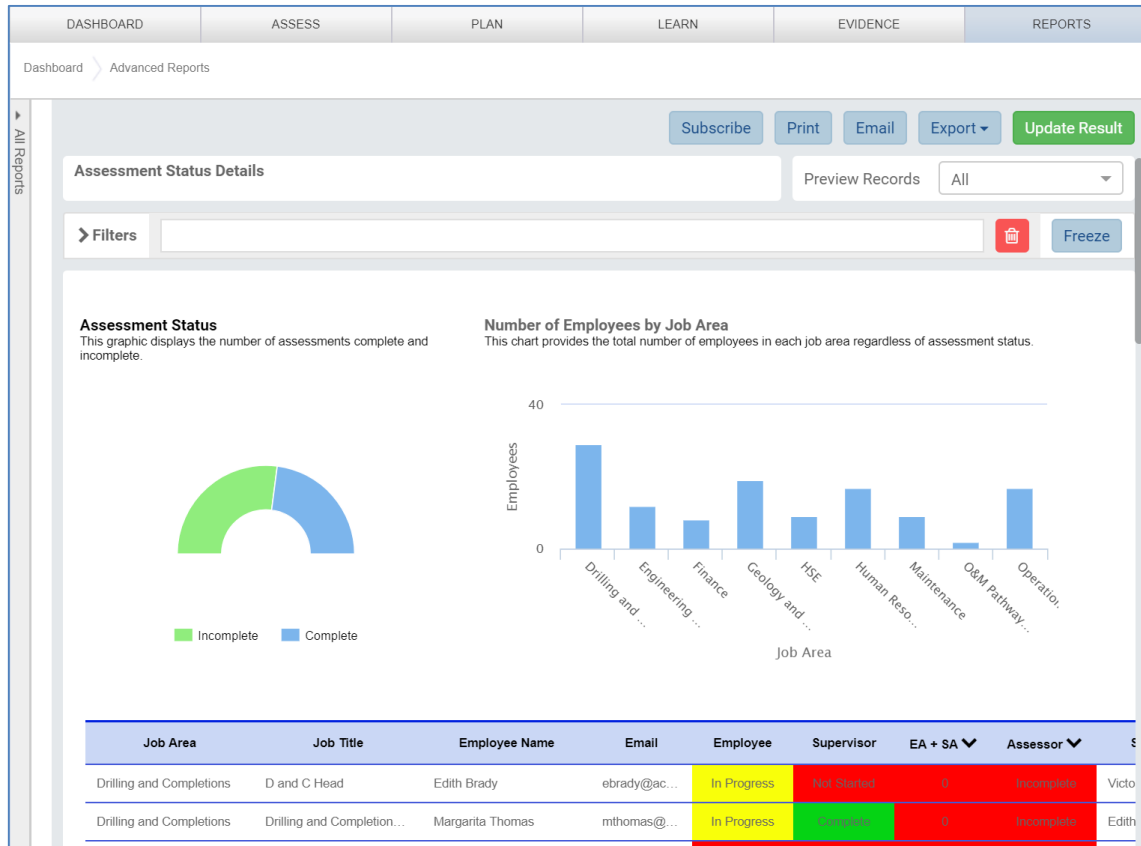 DASHBOARD ASSESS PLAN LEARN EVIDENCE REPORTS
Dashboard Advanced Reports
All Reports
Subscribe Print Email Export Update Result
Assessment Status Details
Preview Records All
Filters
Freeze
Assessment Status
This graphic displays the number of assessments complete and
incomplete.
Incomplete Complete
Number of Employees by Job Area
This chart provides the total number of employees in each job area regardless of assessment status.
40
Employees
0
Drilling and ...
Engineering ...
Finance
Geology and ...
HSE
Human Reso...
Maintenance
O&M Pathway...
Operation.
Job Area
Job Area Job Title Employee Name Email Employee Supervisor EA + SA Assessor S
Drilling and Completions D and C Head Edith Brady ebrady@ac... In Progress Not Started 0 Incomplete Victo
Drilling and Completions Drilling and Completion... Margarita Thomas mthomas@... In Progress Complete 0 Incomplete Edith